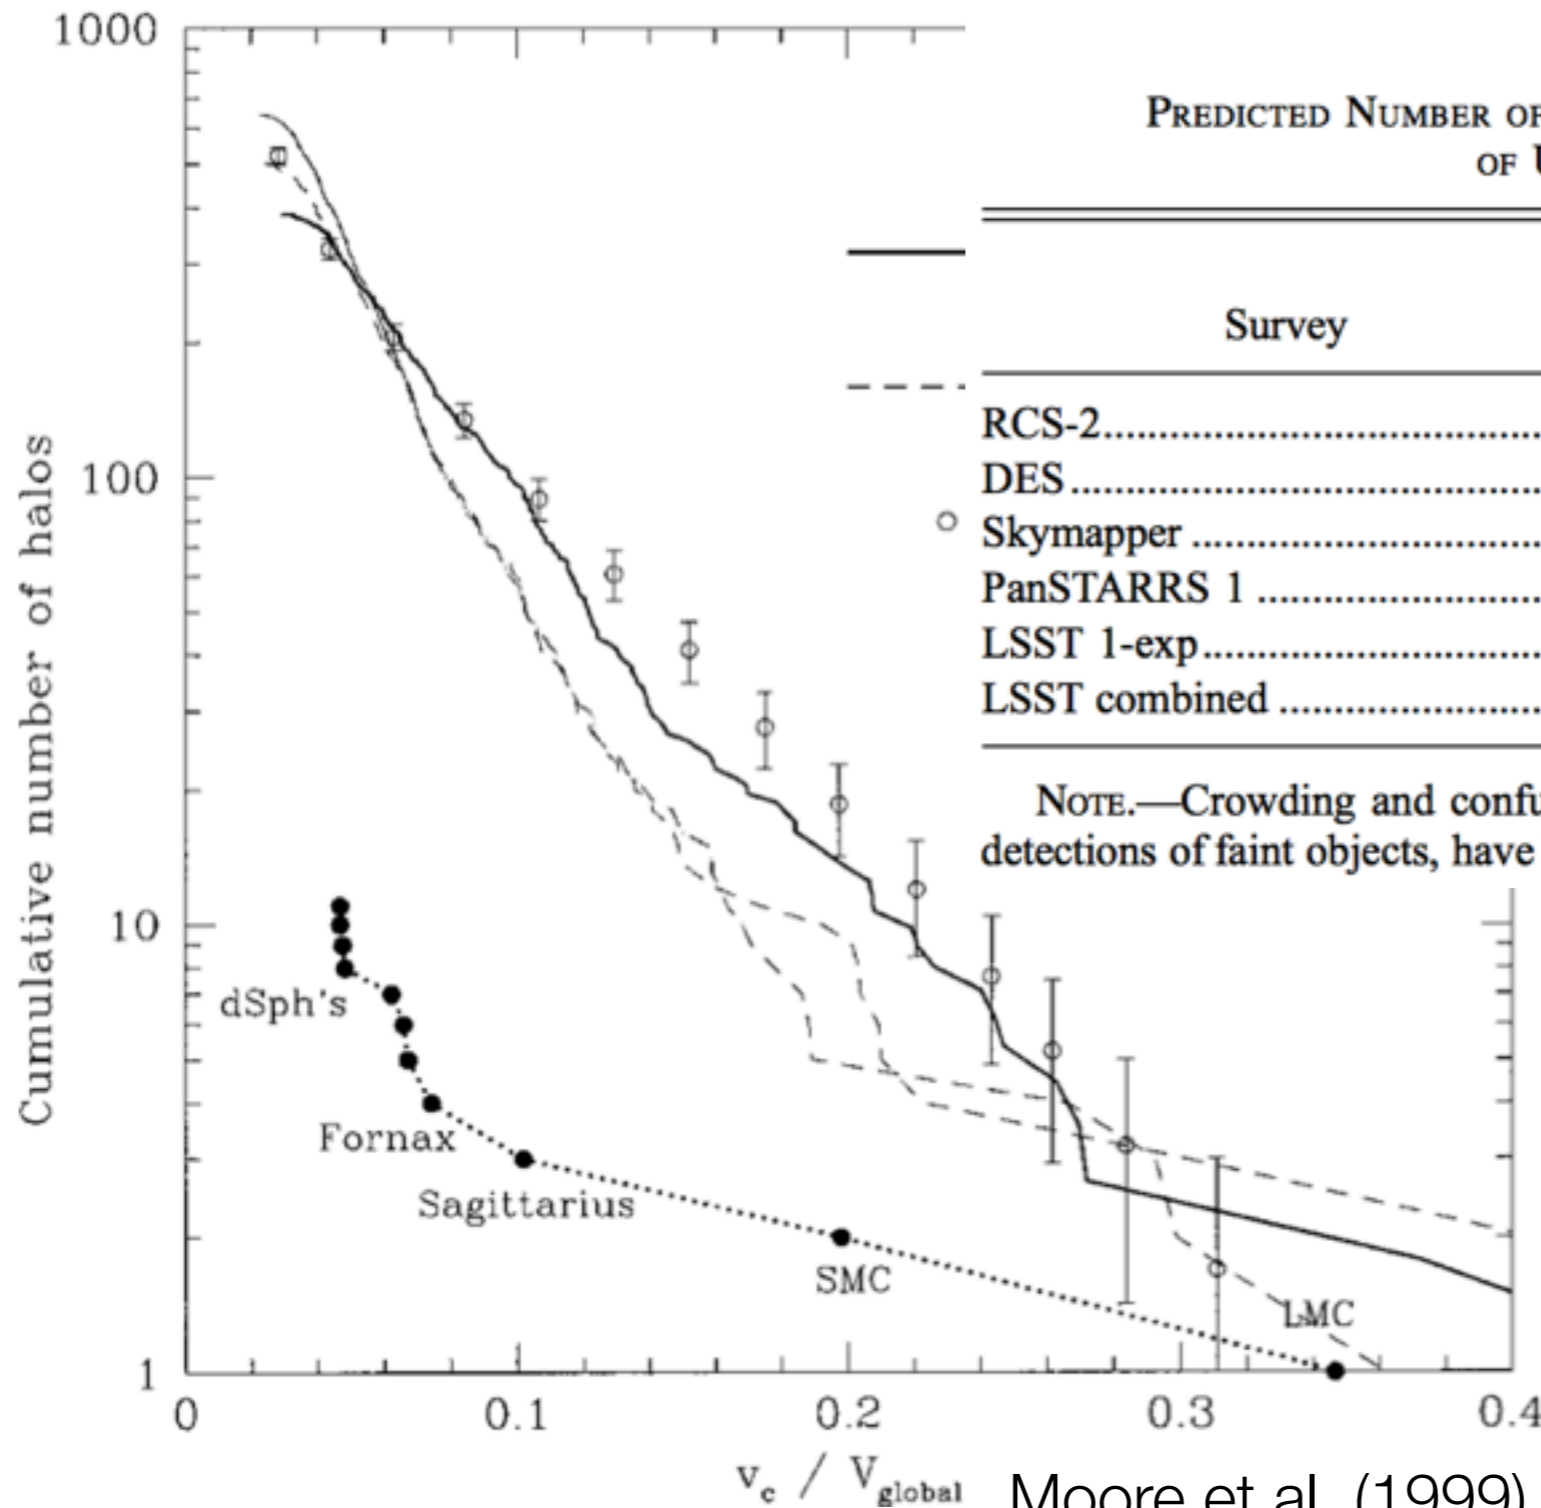 1000
100
10
1
Cumulative number of halos
dSph's
Fornax
Sagittarius
SMC
LMC
0 0.1 0.2 0.3 0.4
v_c / V_global
PREDICTED NUMBER OF
OF
Survey
RCS-2
DES
Skymapper
PanSTARRS 1
LSST 1-exp
LSST combined
NOTE.—Crowding and confu
detections of faint objects, have
Moore et al. (1999)